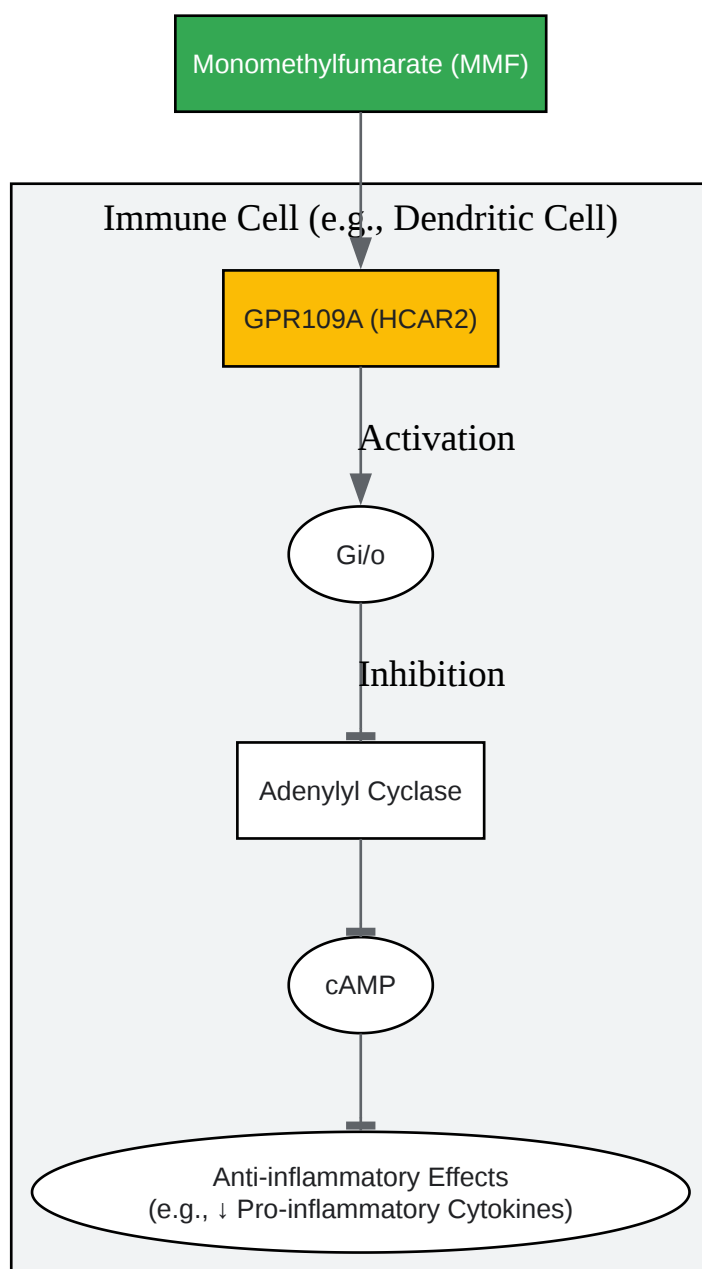 Monomethylfumarate (MMF)
Immune Cell (e.g., Dendritic Cell)
GPR109A (HCAR2)
Activation
Gi/o
Inhibition
Adenylyl Cyclase
cAMP
Anti-inflammatory Effects
(e.g., ↓ Pro-inflammatory Cytokines)